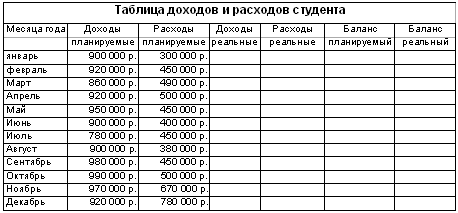 Таблица доходов и расходов студента
Месяца года Доходы Расходы Доходы Расходы Баланс Баланс
планируемые планируемые реальные реальные планируемый реальный
январь 900 000 р. 300 000 р.
февраль 920 000 р. 450 000 р.
Март 860 000 р. 490 000 р.
Апрель 920 000 р. 500 000 р.
Май 950 000 р. 450 000 р.
Июнь 900 000 р. 400 000 р.
Июль 780 000 р. 450 000 р.
Август 900 000 р. 380 000 р.
Сентябрь 980 000 р. 450 000 р.
Октябрь 990 000 р. 500 000 р.
Ноябрь 970 000 р. 670 000 р.
Декабрь 920 000 р. 780 000 р.